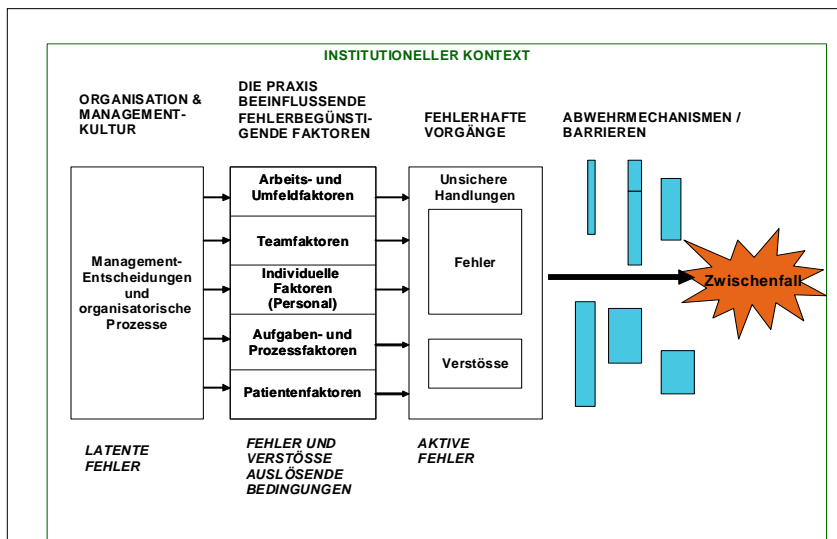 INSTITUTIONELLER KONTEXT
ORGANISATION &
MANAGEMENT-
KULTUR
DIE PRAXIS
BEEINFLUSSENDE
FEHLERBEGÜNSTI-
GENDE FAKTOREN
FEHLERHAFTE
VORGÄNGE
ABWEHRMECHANISMEN /
BARRIEREN
Management-
Entscheidungen
und
organisatorische
Prozesse
Arbeits- und
Umfeldfaktoren
Teamfaktoren
Individuelle
Faktoren
(Personal)
Aufgaben- und
Prozessfaktoren
Patientenfaktoren
Unsichere
Handlungen
Fehler
Verstösse
Zwischenfall
LATENTE
FEHLER
FEHLER UND
VERSTÖSSE
AUSLÖSENDE
BEDINGUNGEN
AKTIVE
FEHLER